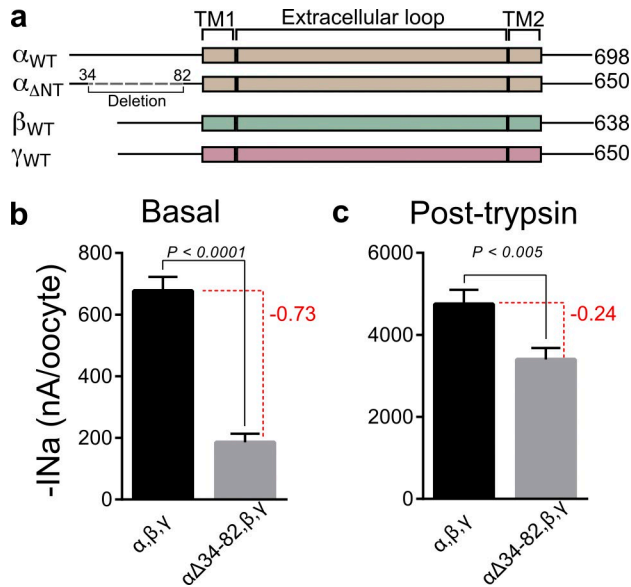 a
TM1 Extracellular loop TM2
αWT 698
αΔNT 34 82 650
Deletion
βWT 638
γWT 650
b Basal
c Post-trypsin
-INa (nA/oocyte)
800
600
400
200
0
P < 0.0001
-0.73
α,β,γ
αΔ34-82,β,γ
6000
4000
2000
0
P < 0.005
-0.24
α,β,γ
αΔ34-82,β,γ